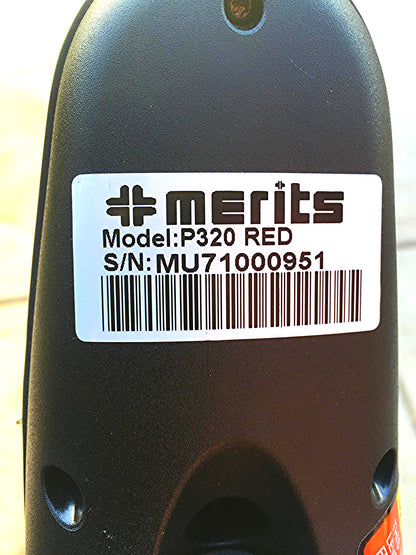 merits
Model:P320 RED
S/N:MU71000951